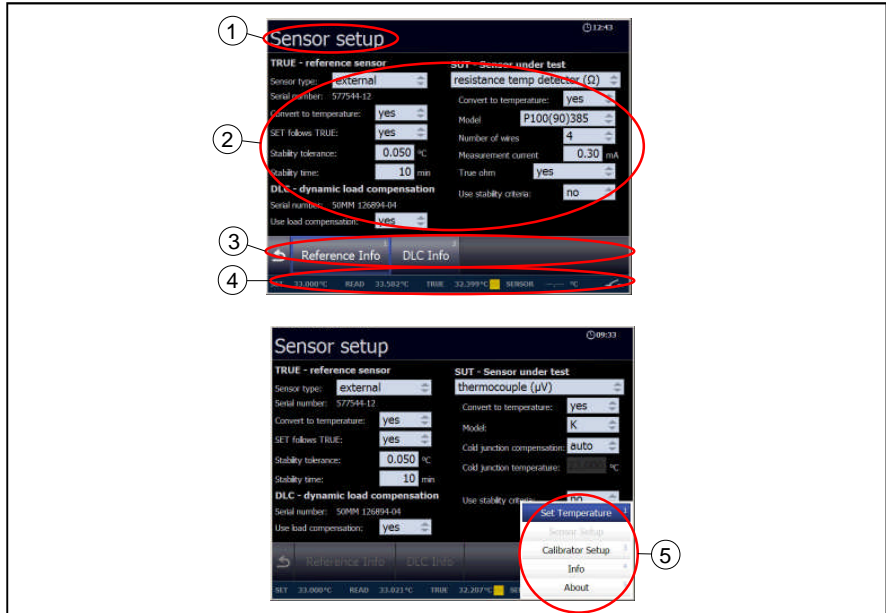 1
12:43
Sensor setup
TRUE - reference sensor
Sensor type: external
Serial number: 577544-12
Convert to temperature: yes
SET follows TRUE: yes
Stability tolerance: 0.050 °C
Stability time: 10 min
DLC - dynamic load compensation
Serial number: 50MM 126894-04
Use load compensation: yes
SUT - Sensor under test
resistance temp detector (Ω)
Convert to temperature: yes
Model P100(90)385
Number of wires 4
Measurement current 0.30 mA
True ohm yes
Use stability criteria: no
2
3
Reference Info 1 DLC Info 2
4
SET 33.000°C READ 33.582°C TRUE 32.399°C SENSOR ---.--- °C
09:33
Sensor setup
TRUE - reference sensor
Sensor type: external
Serial number: 577544-12
Convert to temperature: yes
SET follows TRUE: yes
Stability tolerance: 0.050 °C
Stability time: 10 min
DLC - dynamic load compensation
Serial number: 50MM 126894-04
Use load compensation: yes
SUT - Sensor under test
thermocouple (µV)
Convert to temperature: yes
Model: K
Cold junction compensation: auto
Cold junction temperature: °C
Use stability criteria: no
Set Temperature 1
Sensor Setup
Calibrator Setup 3
Info 4
About
5
Reference Info DLC Info
SET 33.000°C READ 33.021°C TRUE 32.207°C